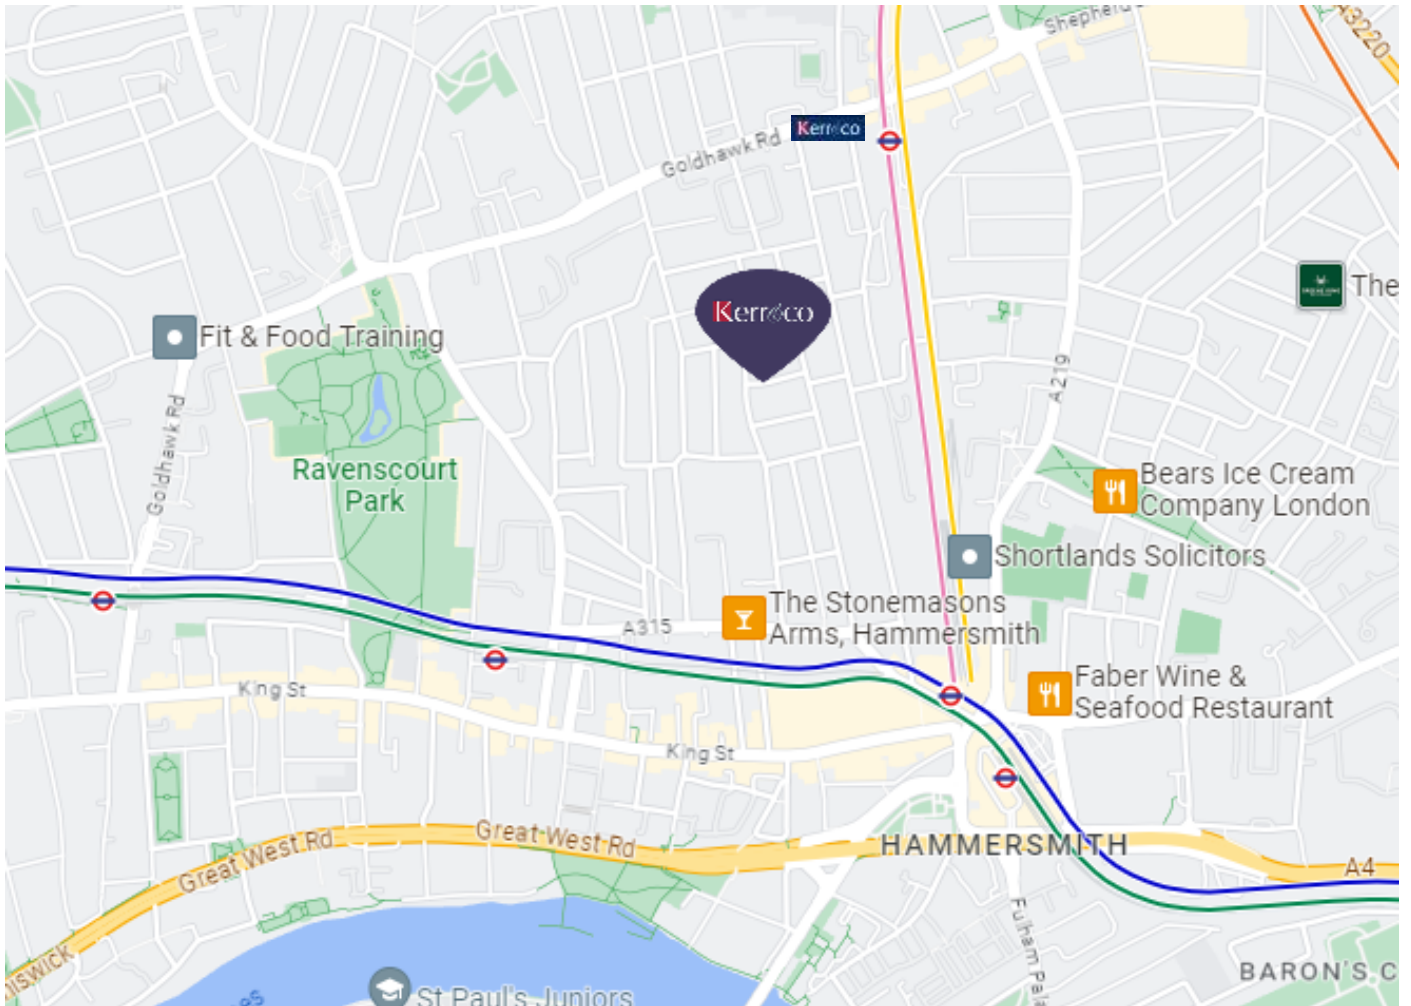 Shepherd's
A3220
Kerr&co
Goldhawk Rd
The
Kerr&co
Fit & Food Training
A219
Goldhawk Rd
Ravenscourt
Park
Bears Ice Cream
Company London
Shortlands Solicitors
The Stonemasons
Arms, Hammersmith
A315
King St
Faber Wine &
Seafood Restaurant
King St
Great West Rd
Great West Rd
HAMMERSMITH
A4
Fulham Pala
BARON'S C
iswick
es
St Paul's Juniors